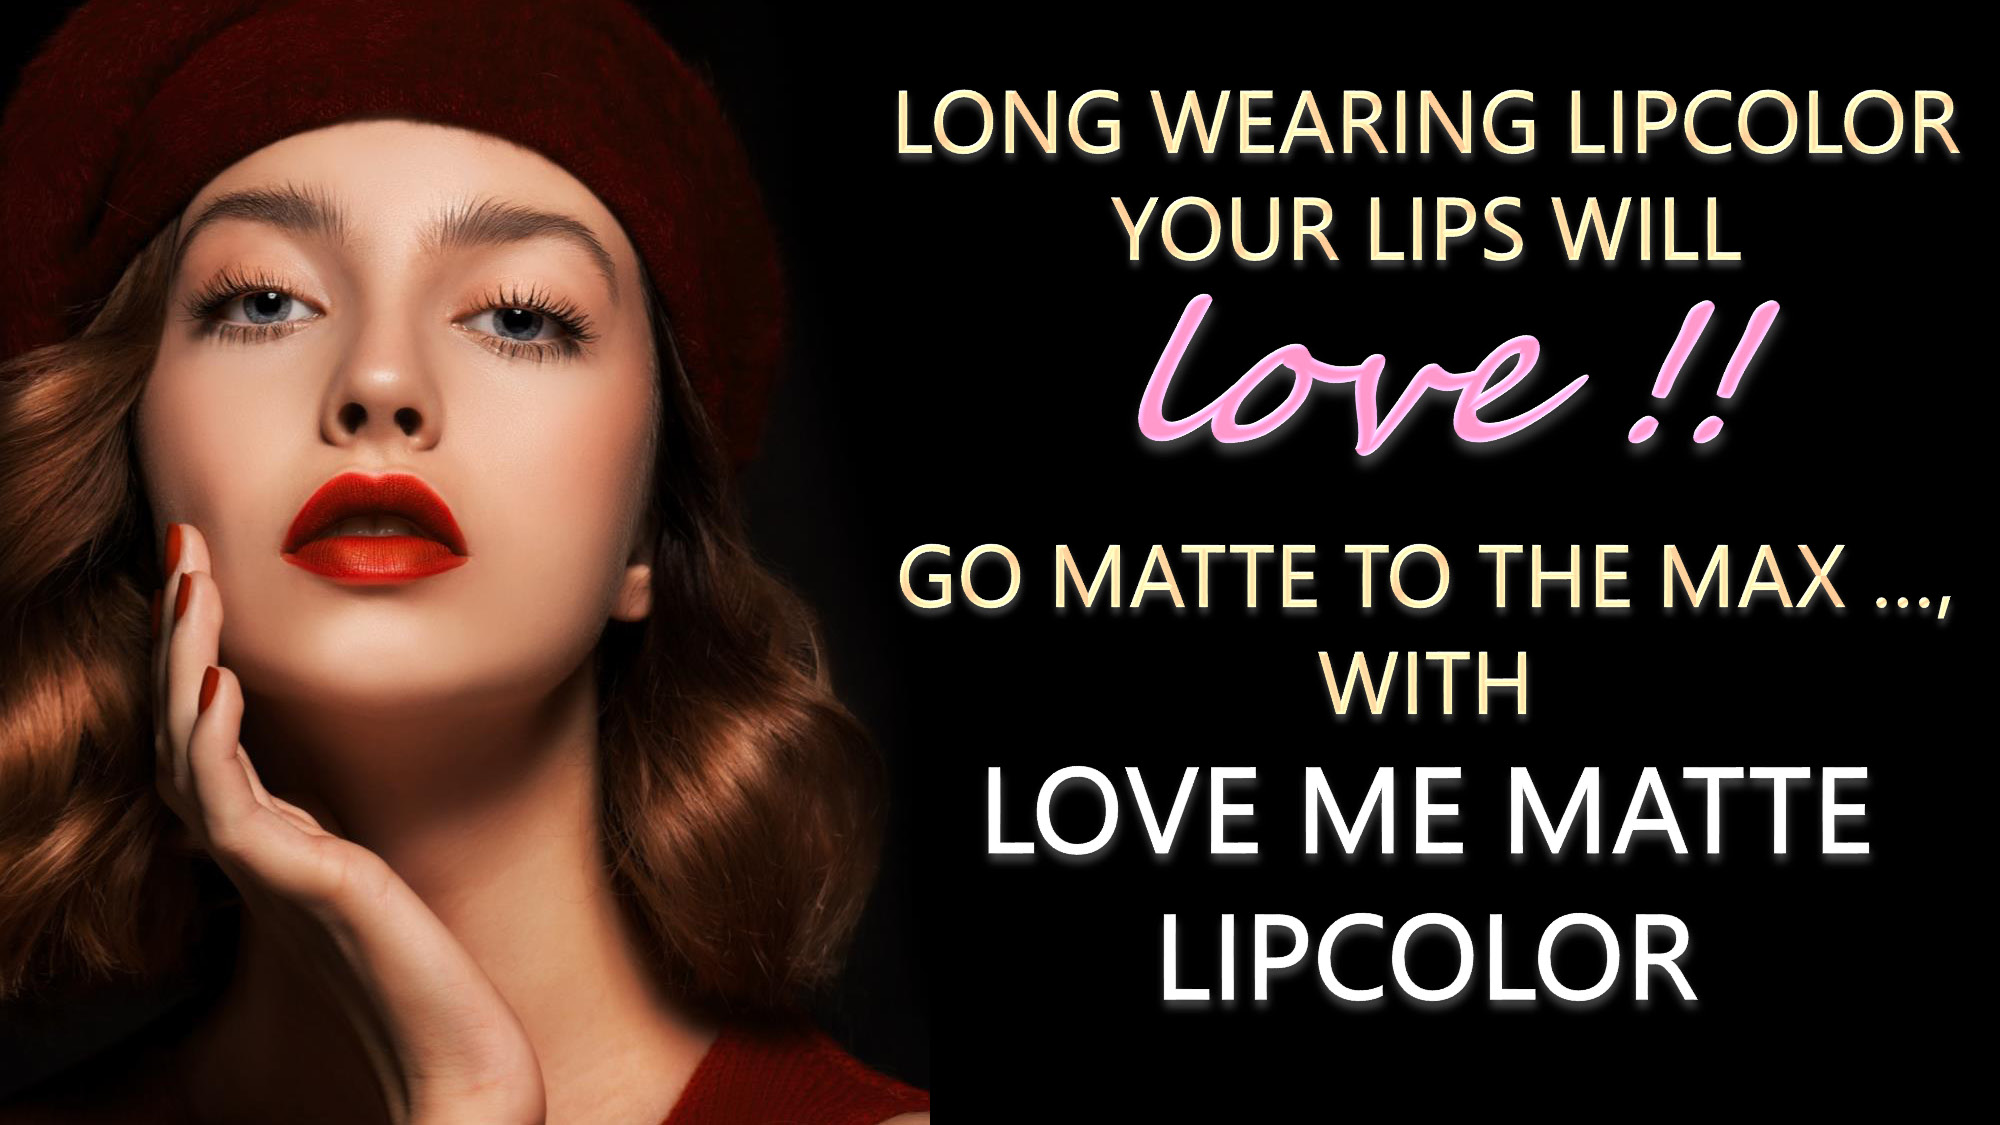 LONG WEARING LIPCOLOR
YOUR LIPS WILL
love !!
GO MATTE TO THE MAX ...,
WITH
LOVE ME MATTE
LIPCOLOR